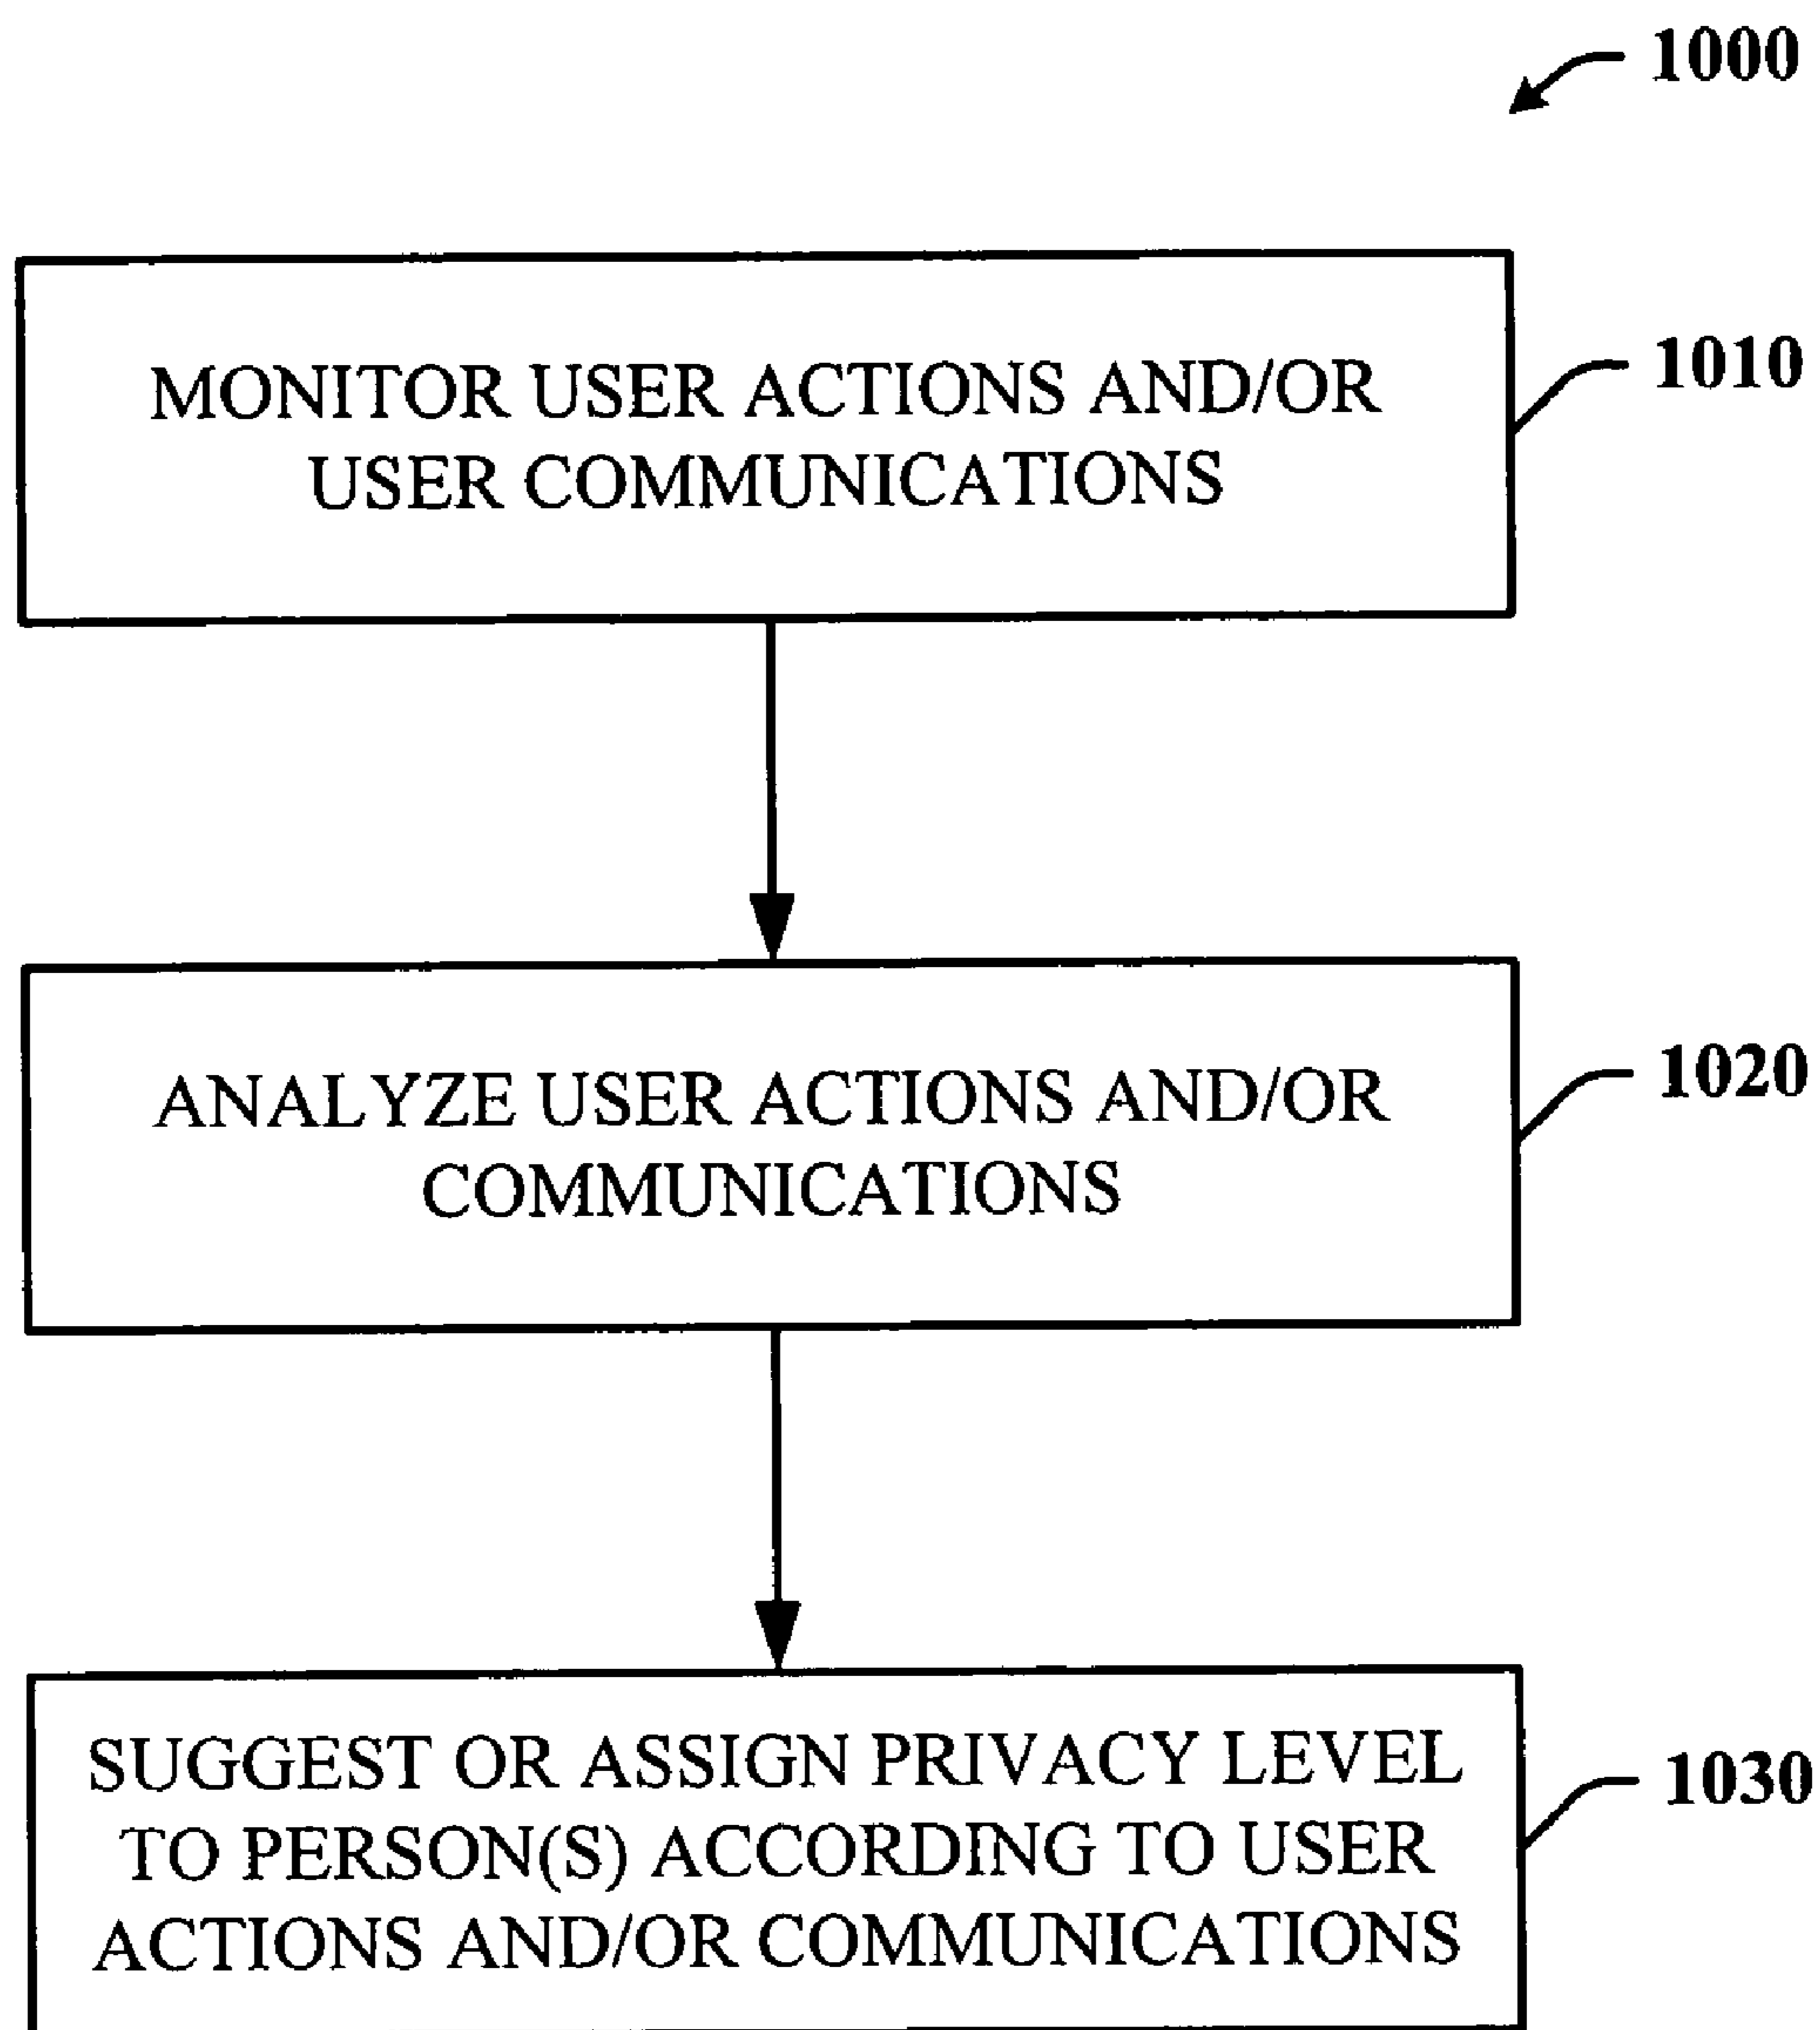 1000
MONITOR USER ACTIONS AND/OR
USER COMMUNICATIONS
1010
ANALYZE USER ACTIONS AND/OR
COMMUNICATIONS
1020
SUGGEST OR ASSIGN PRIVACY LEVEL
TO PERSON(S) ACCORDING TO USER
ACTIONS AND/OR COMMUNICATIONS
1030